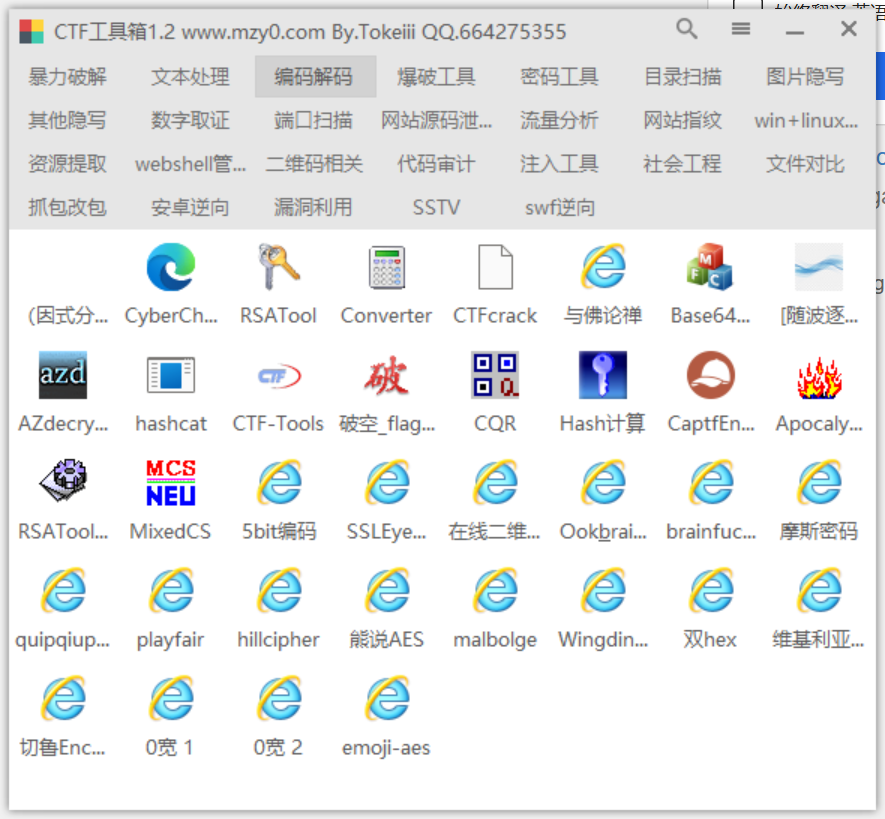 CTF工具箱1.2 www.mzy0.com By.Tokeiii QQ.664275355
暴力破解 文本处理 编码解码 爆破工具 密码工具 目录扫描 图片隐写
其他隐写 数字取证 端口扫描 网站源码泄... 流量分析 网站指纹 win+linux...
资源提取 webshell管... 二维码相关 代码审计 注入工具 社会工程 文件对比
抓包改包 安卓逆向 漏洞利用 SSTV swf逆向
(因式分... CyberCh... RSATool Converter CTFcrack 与佛论禅 Base64... [随波逐...
azd CTF 破 Q
AZdecry... hashcat CTF-Tools 破空_flag... CQR Hash计算 CaptfEn... Apocaly...
MCS
NEU
RSATool... MixedCS 5bit编码 SSLEye... 在线二维... Ookbrai... brainfuc... 摩斯密码
quipqiup... playfair hillcipher 熊说AES malbolge Wingdin... 双hex 维基利亚...
切鲁Enc... 0宽 1 0宽 2 emoji-aes